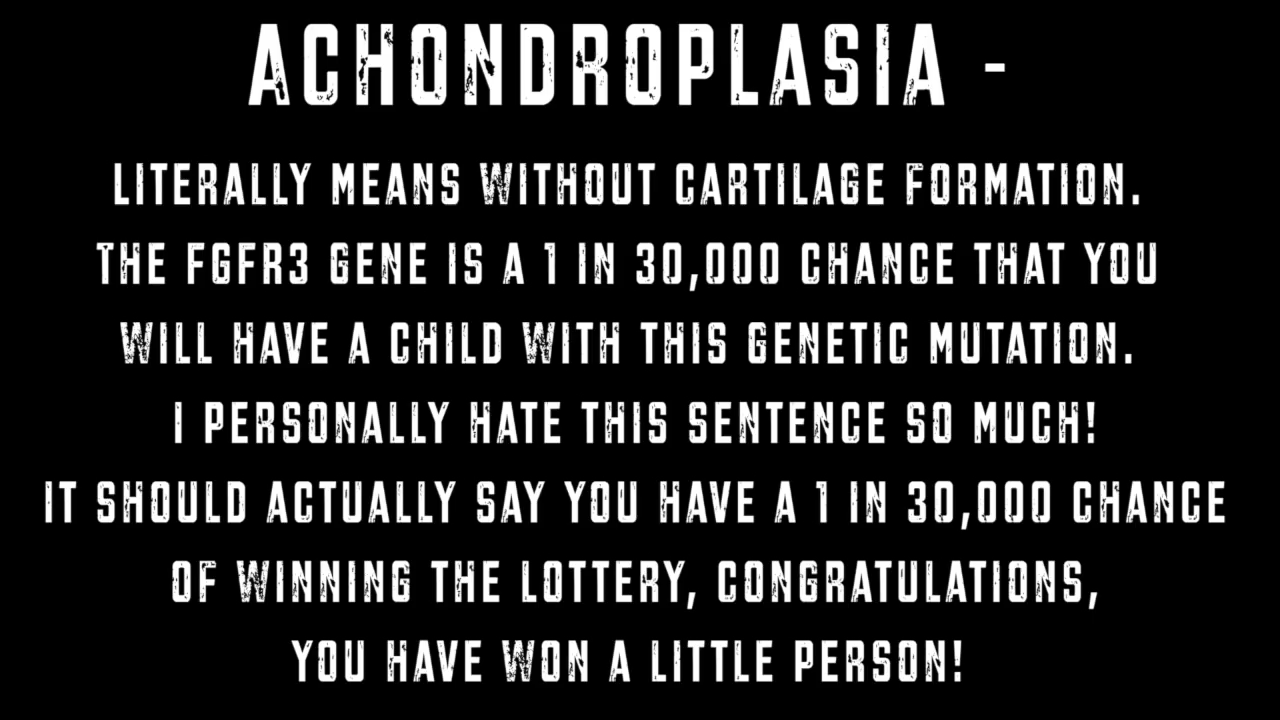 ACHONDROPLASIA -
LITERALLY MEANS WITHOUT CARTILAGE FORMATION.
THE FGFR3 GENE IS A 1 IN 30,000 CHANCE THAT YOU
WILL HAVE A CHILD WITH THIS GENETIC MUTATION.
I PERSONALLY HATE THIS SENTENCE SO MUCH!
IT SHOULD ACTUALLY SAY YOU HAVE A 1 IN 30,000 CHANCE
OF WINNING THE LOTTERY, CONGRATULATIONS,
YOU HAVE WON A LITTLE PERSON!